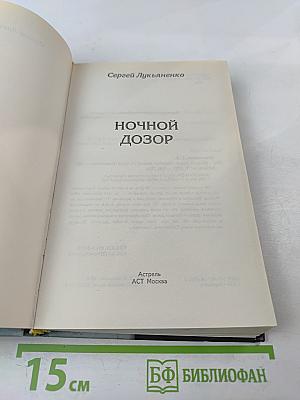 Сергей Лукьяненко
НОЧНОЙ
ДОЗОР
Астрель
АСТ Москва
15 см
БФ БИБЛИОФАН